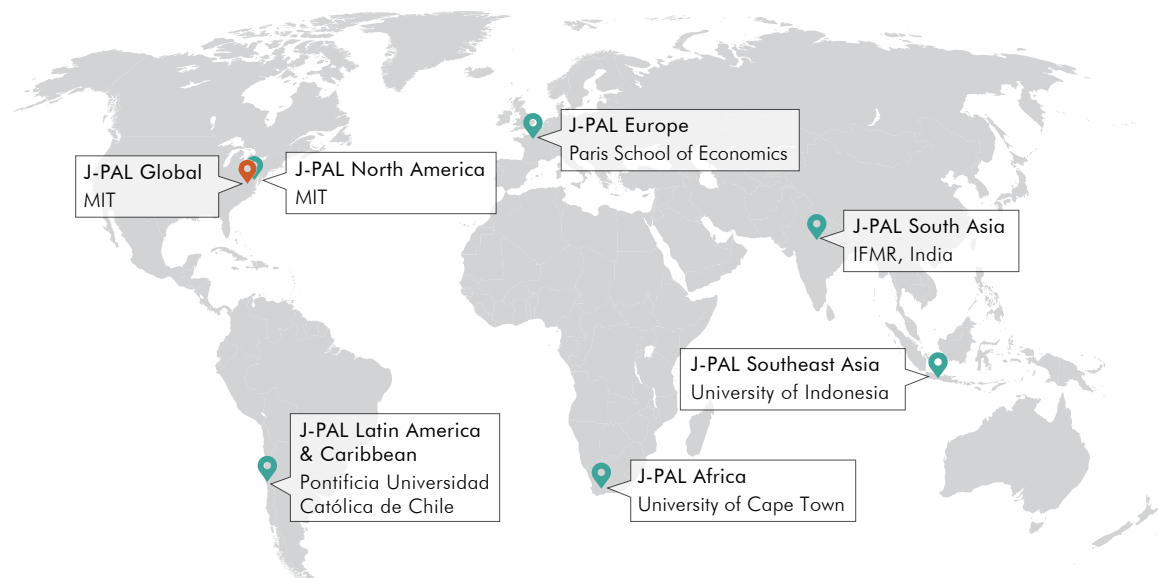 J-PAL Europe
Paris School of Economics
J-PAL Global
MIT
J-PAL North America
MIT
J-PAL South Asia
IFMR, India
J-PAL Southeast Asia
University of Indonesia
J-PAL Latin America
& Caribbean
Pontificia Universidad
Católica de Chile
J-PAL Africa
University of Cape Town